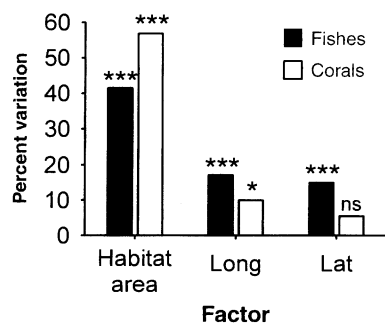 60
50
40
30
20
10
0
Percent variation
***
***
***
*
***
ns
Fishes
Corals
Habitat
area
Long
Lat
Factor